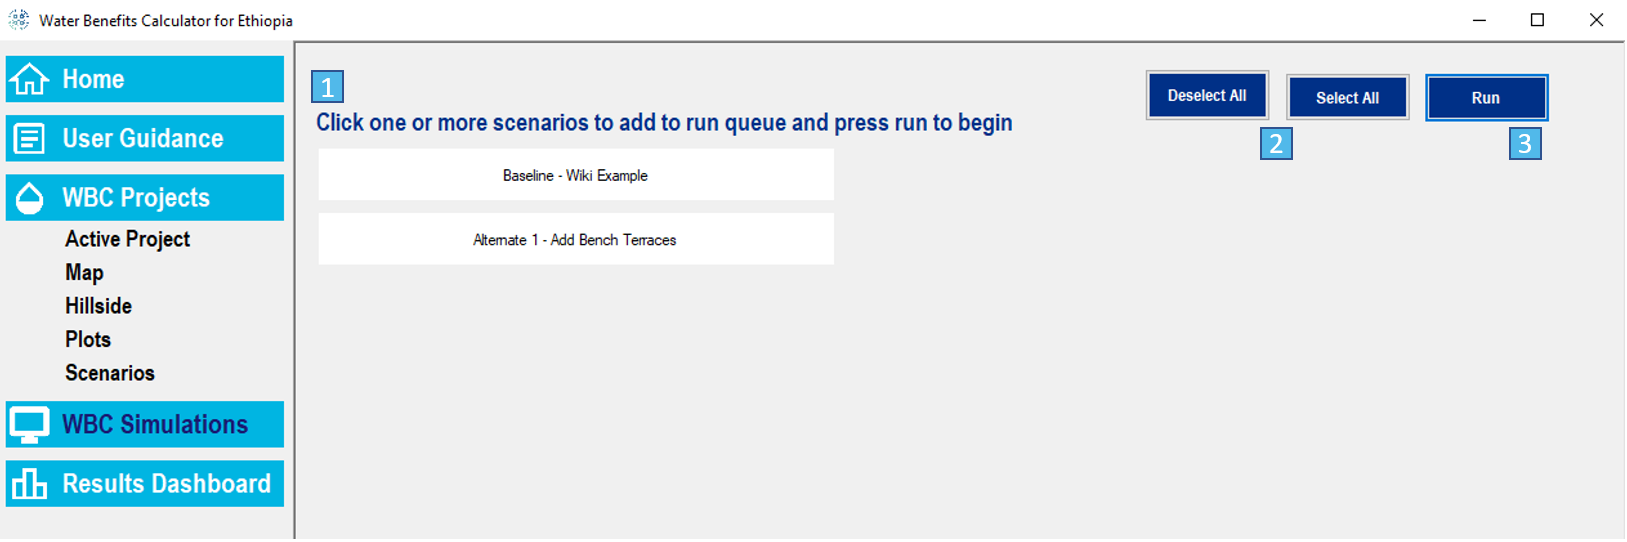 Water Benefits Calculator for Ethiopia
Home
User Guidance
WBC Projects
Active Project
Map
Hillside
Plots
Scenarios
WBC Simulations
Results Dashboard
1
Click one or more scenarios to add to run queue and press run to begin
Baseline - Wiki Example
Alternate 1 - Add Bench Terraces
Deselect All
Select All
Run
2
3